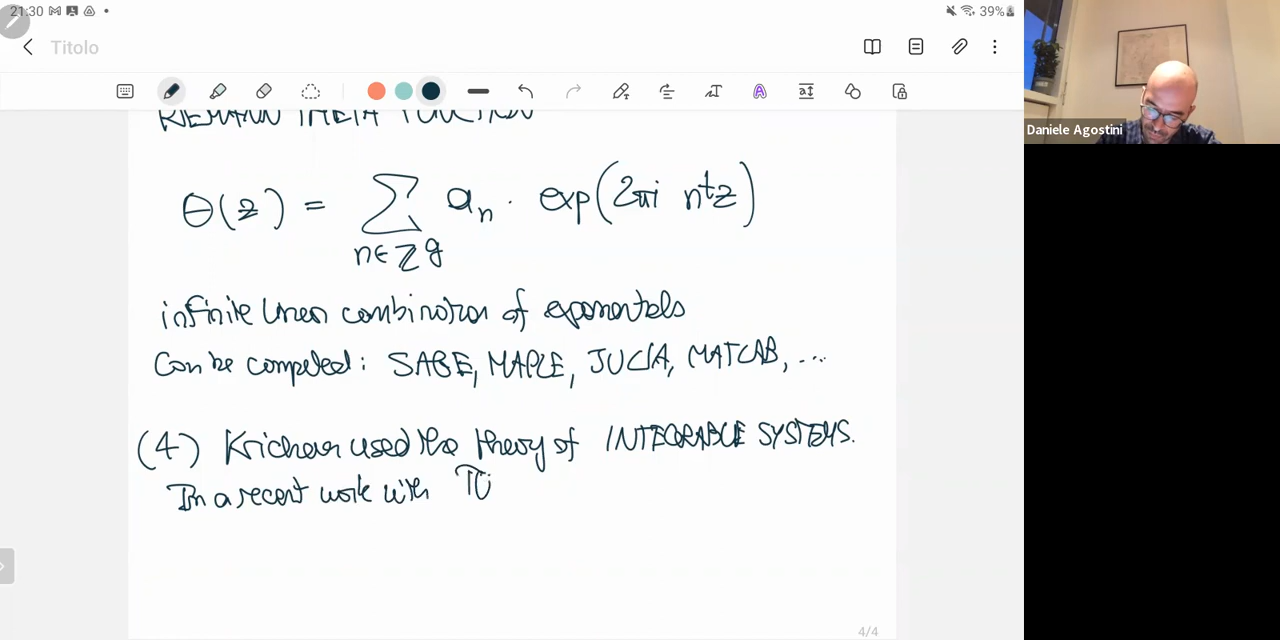 21:30
39%
Titolo
RIEMANN THETA FUNCTION
Θ(z) = ∑ aₙ · exp(2πi nᵗz)
n∈ℤᵍ
infinite linear combination of exponentials
Can be computed: SAGE, MAPLE, JULIA, MATLAB, ...
(4) Krichever used the theory of INTEGRABLE SYSTEMS.
In a recent work with TÜ
4/4
Daniele Agostini